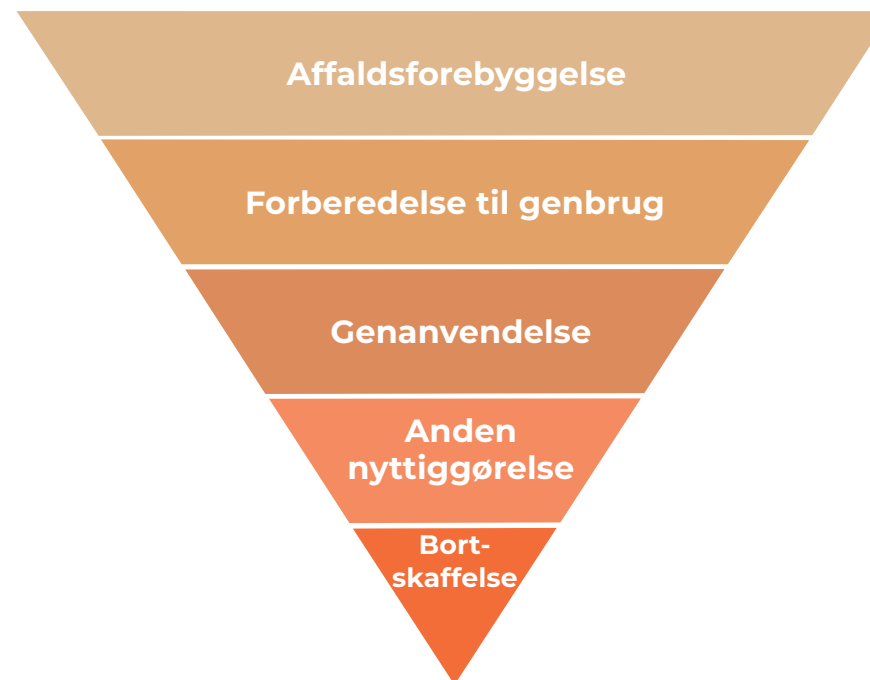 Affaldsforebyggelse
Forberedelse til genbrug
Genanvendelse
Anden
nyttiggørelse
Bort-
skaffelse